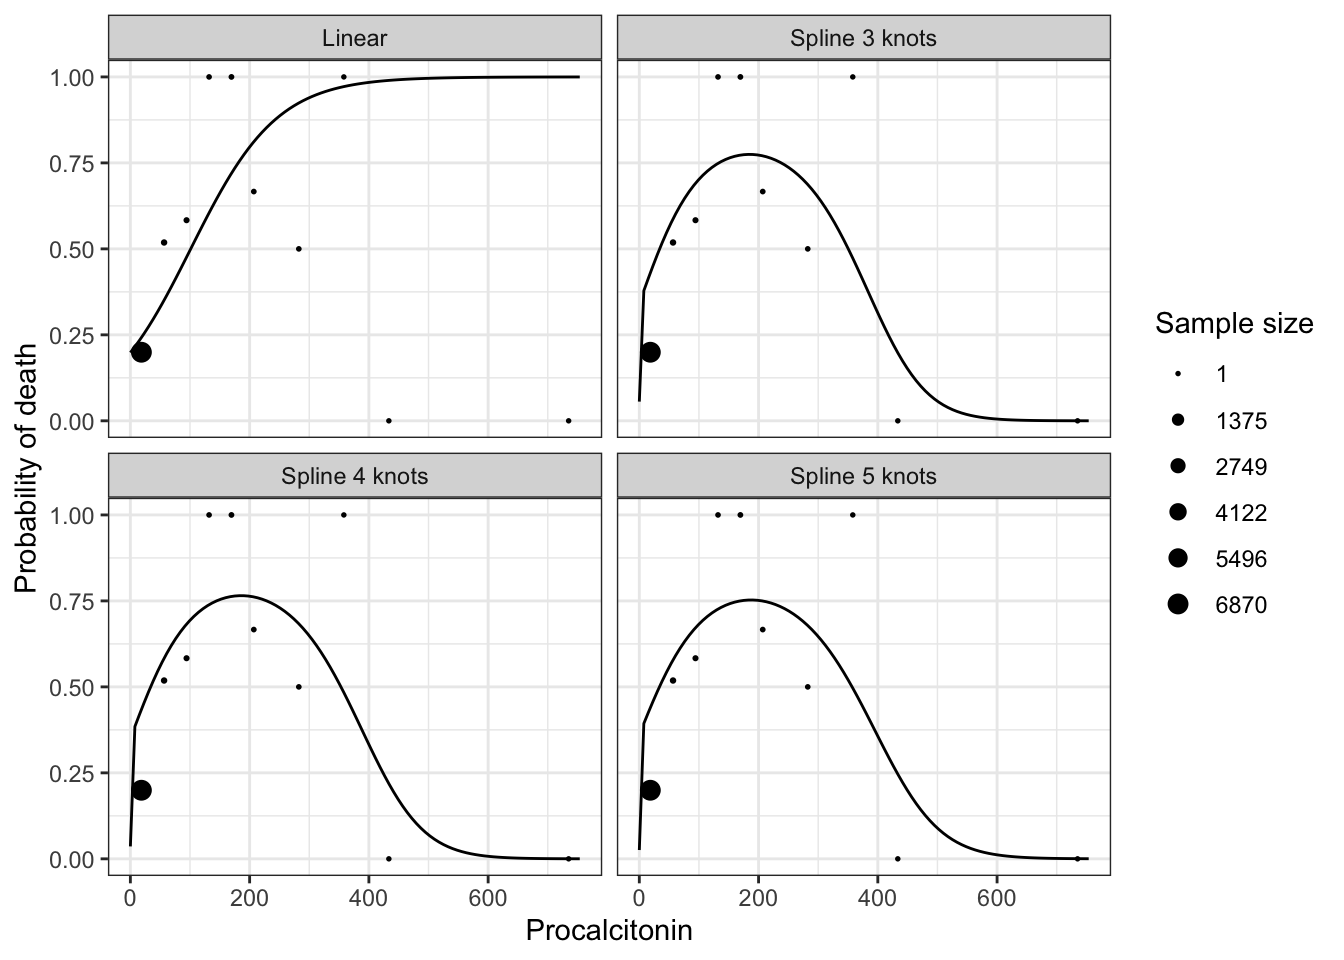 Linear
Spline 3 knots
1.00
0.75
0.50
0.25
0.00
Spline 4 knots
Spline 5 knots
1.00
0.75
0.50
0.25
0.00
0 200 400 600
0 200 400 600
Procalcitonin
Probability of death
Sample size
1
1375
2749
4122
5496
6870